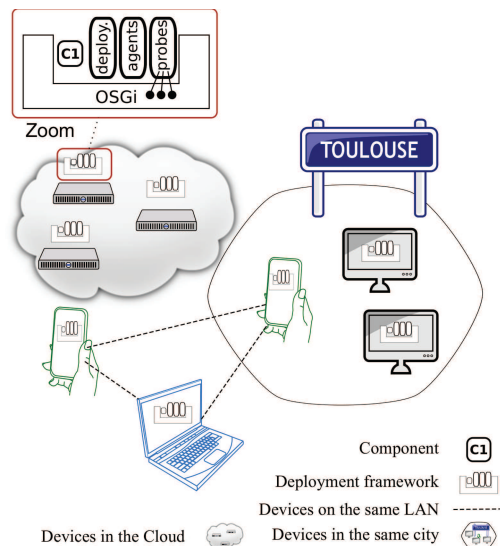 C1
deploy.
agents
probes
OSGi
Zoom
TOULOUSE
Component C1
Deployment framework
Devices on the same LAN
Devices in the Cloud
Devices in the same city